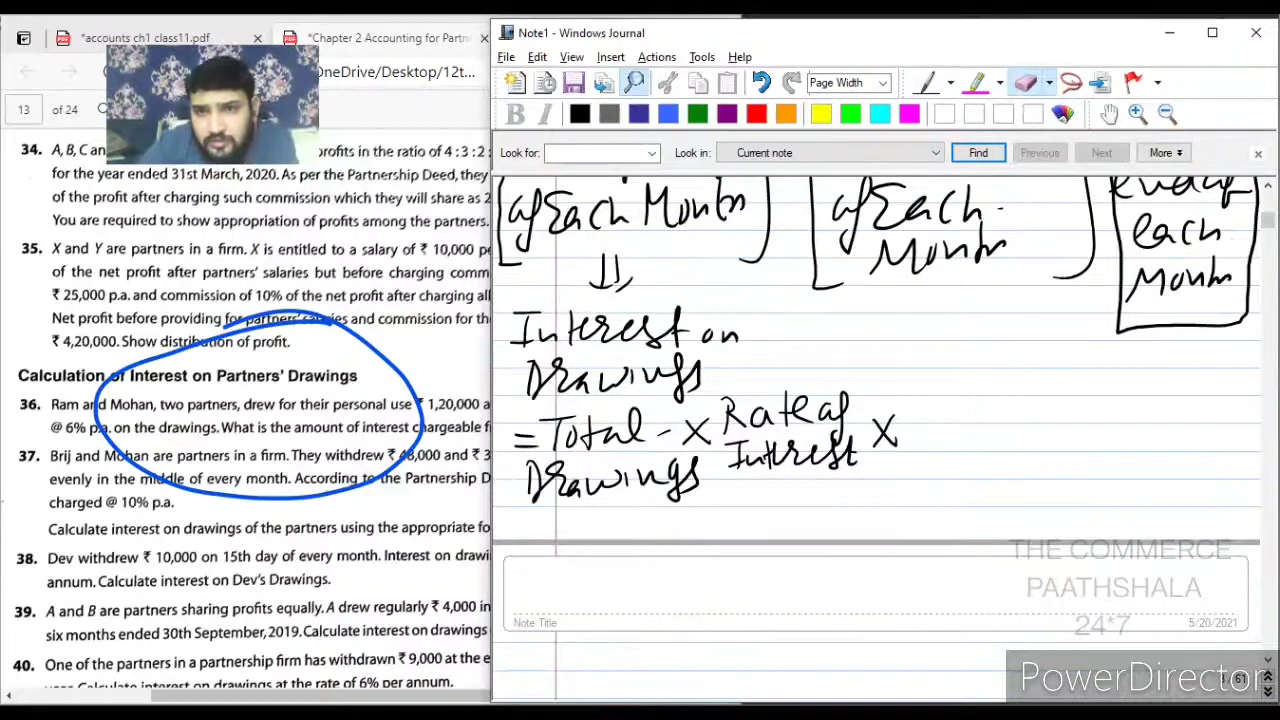 *accounts ch1 class11.pdf
*Chapter 2 Accounting for Partn
OneDrive/Desktop/12t...
13 of 24
34. A, B, C an profits in the ratio of 4 : 3 : 2 :
for the year ended 31st March, 2020. As per the Partnership Deed, they
of the profit after charging such commission which they will share as 2
You are required to show appropriation of profits among the partners.
35. X and Y are partners in a firm. X is entitled to a salary of ₹ 10,000 pe
of the net profit after partners' salaries but before charging comm
₹ 25,000 p.a. and commission of 10% of the net profit after charging all
Net profit before providing for partners' salaries and commission for the
₹ 4,20,000. Show distribution of profit.
Calculation of Interest on Partners' Drawings
36. Ram and Mohan, two partners, drew for their personal use ₹ 1,20,000 a
@ 6% p.a. on the drawings. What is the amount of interest chargeable f
37. Brij and Mohan are partners in a firm. They withdrew ₹ 48,000 and ₹ 3
evenly in the middle of every month. According to the Partnership D
charged @ 10% p.a.
Calculate interest on drawings of the partners using the appropriate fo
38. Dev withdrew ₹ 10,000 on 15th day of every month. Interest on drawi
annum. Calculate interest on Dev's Drawings.
39. A and B are partners sharing profits equally. A drew regularly ₹ 4,000 in
six months ended 30th September, 2019. Calculate interest on drawings
40. One of the partners in a partnership firm has withdrawn ₹ 9,000 at the e
year. Calculate interest on drawings at the rate of 6% per annum.
Note1 - Windows Journal
File Edit View Insert Actions Tools Help
Page Width
B I
Look for: Look in: Current note Find Previous Next More
of Each Month
of Each
Month
End of
each
Month
Interest on
Drawings
= Total - X Rate of
Interest X
Drawings
THE COMMERCE
PAATHSHALA
24*7
Note Title
5/20/2021
PowerDirector